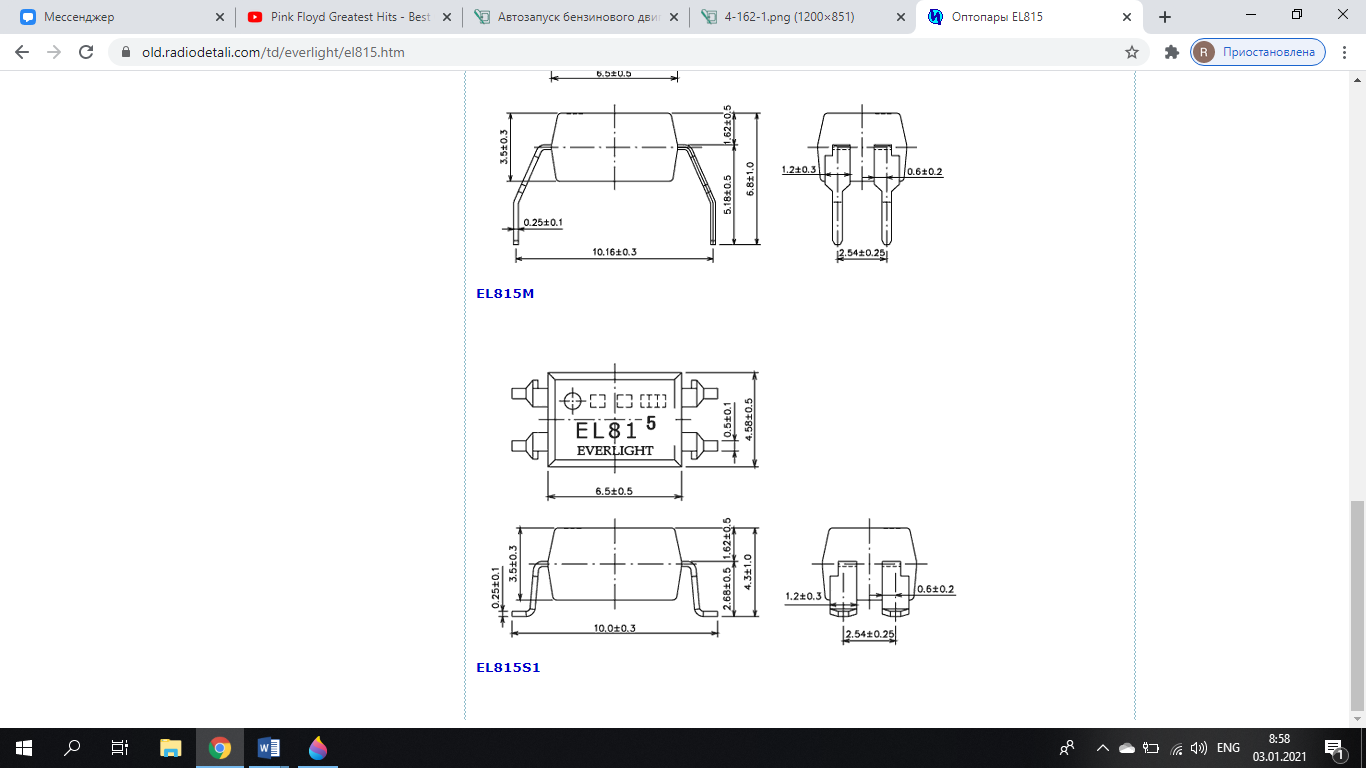 Мессенджер
Pink Floyd Greatest Hits - Best
Автозапуск бензинового дви
4-162-1.png (1200×851)
Оптопары EL815
old.radiodetali.com/td/everlight/el815.htm
R
Приостановлена
6.5±0.5
3.5±0.3
1.62±0.5
5.18±0.5
6.8±1.0
0.25±0.1
10.16±0.3
1.2±0.3
0.6±0.2
2.54±0.25
EL815M
EL81 5
EVERLIGHT
0.5±0.1
4.58±0.5
6.5±0.5
3.5±0.3
0.25±0.1
1.62±0.5
2.68±0.5
4.3±1.0
10.0±0.3
1.2±0.3
0.6±0.2
2.54±0.25
EL815S1
ENG
8:58
03.01.2021
1